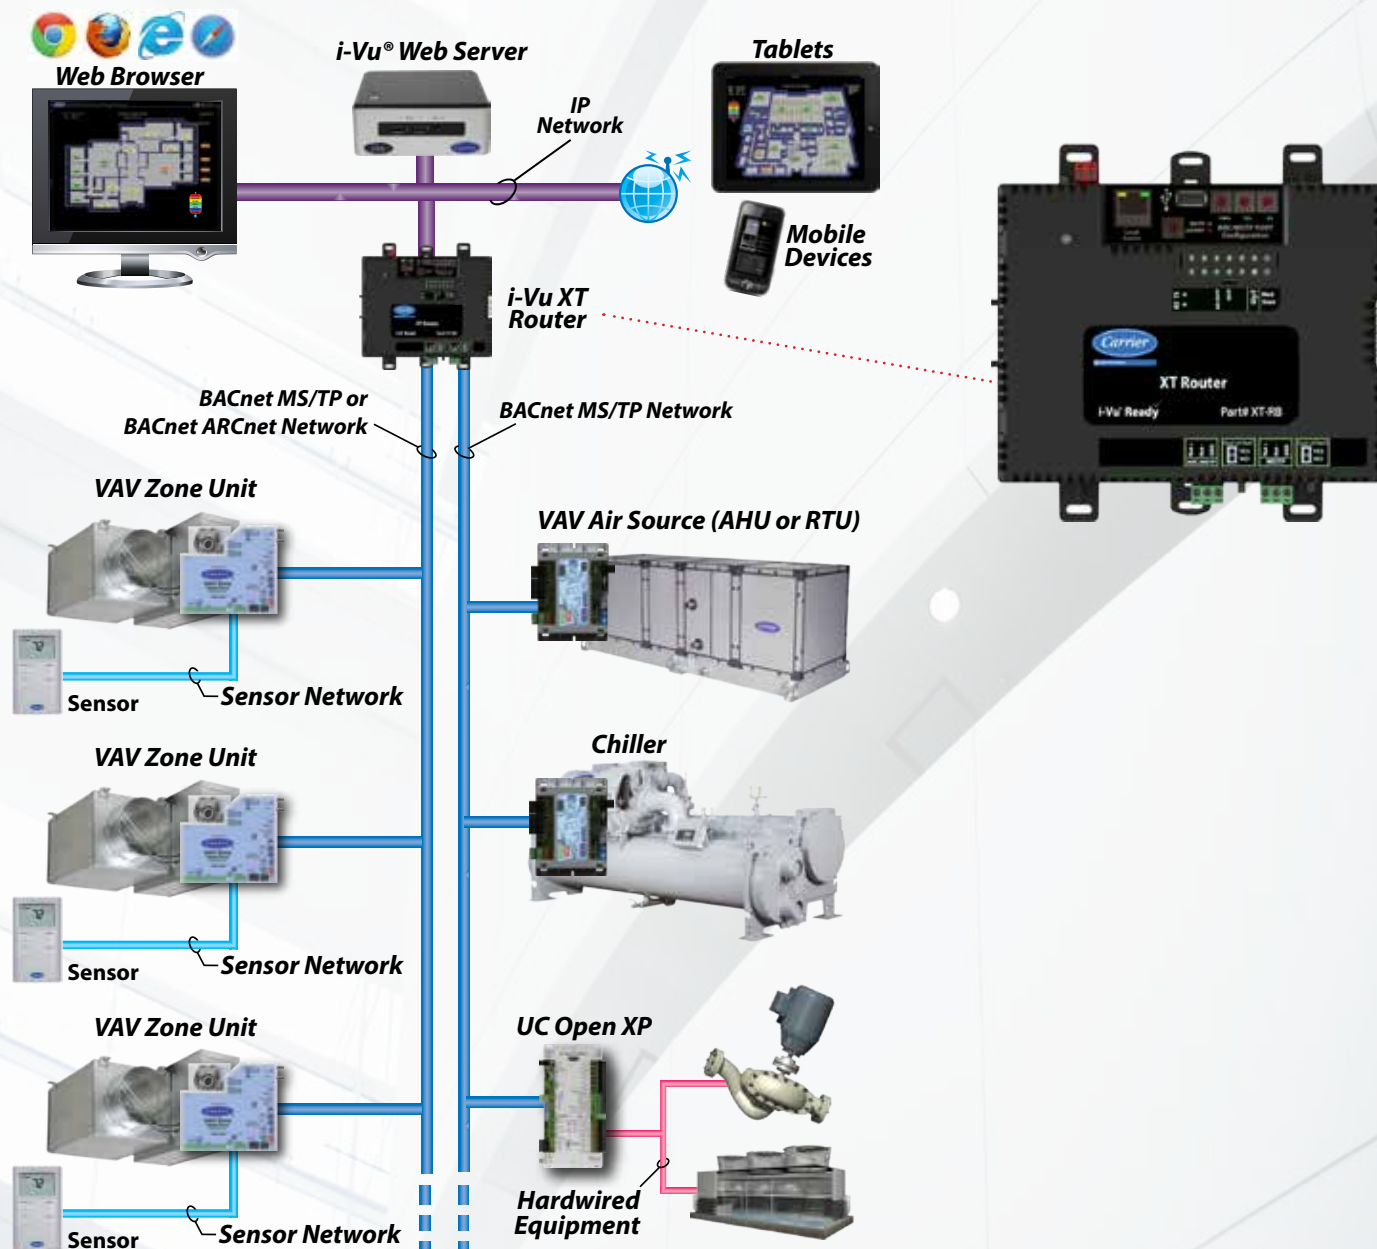 Web Browser
i-Vu® Web Server
Tablets
IP
Network
Mobile
Devices
i-Vu XT
Router
Carrier
XT Router
i-Vu® Ready
Part# XT-RB
BACnet MS/TP or
BACnet ARCnet Network
BACnet MS/TP Network
VAV Zone Unit
Sensor
Sensor Network
VAV Air Source (AHU or RTU)
VAV Zone Unit
Sensor
Sensor Network
Chiller
VAV Zone Unit
Sensor
Sensor Network
UC Open XP
Hardwired
Equipment